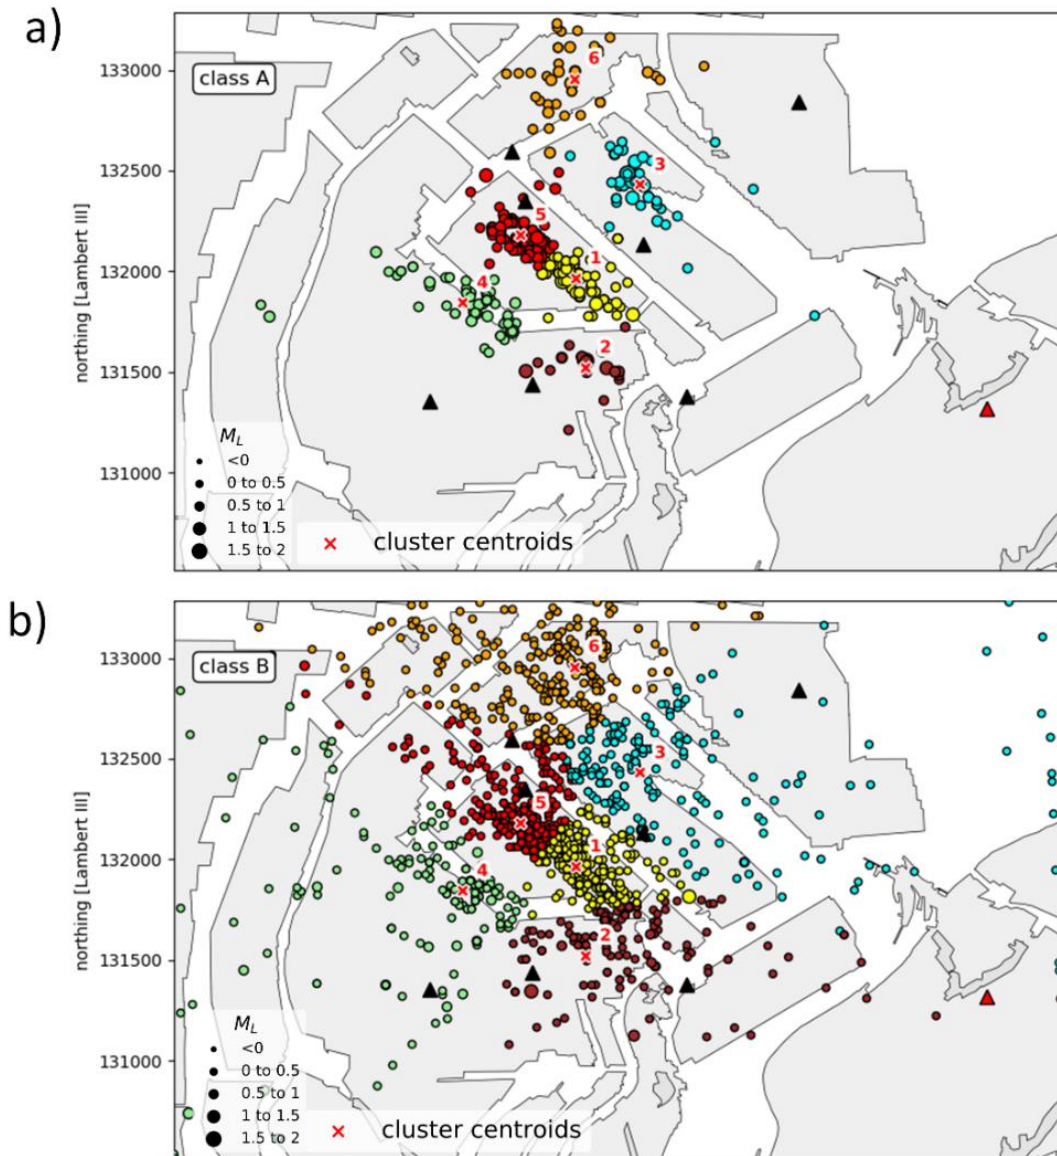 a)
class A
133000
132500
132000
131500
131000
northing [Lambert III]
6
3
5
1
4
2
M_L
<0
0 to 0.5
0.5 to 1
1 to 1.5
1.5 to 2
cluster centroids
b)
class B
133000
132500
132000
131500
131000
northing [Lambert III]
6
3
5
1
4
2
M_L
<0
0 to 0.5
0.5 to 1
1 to 1.5
1.5 to 2
cluster centroids